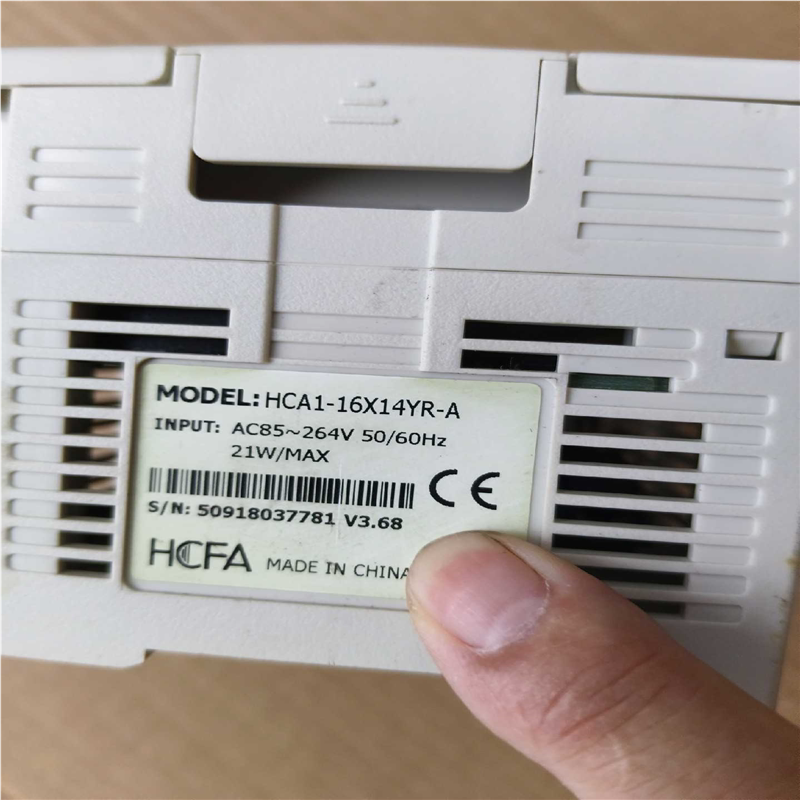 MODEL: HCA1-16X14YR-A
INPUT: AC85~264V 50/60Hz
21W/MAX
CE
S/N: 50918037781 V3.68
HCFA MADE IN CHINA